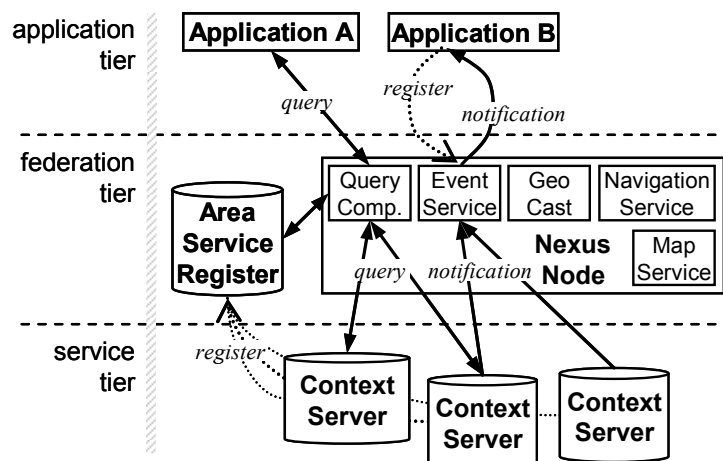 application
tier
Application A
Application B
query
register
notification
federation
tier
Area
Service
Register
Query
Comp.
Event
Service
Geo
Cast
Navigation
Service
Nexus
Node
Map
Service
query
notification
service
tier
register
Context
Server
Context
Server
Context
Server